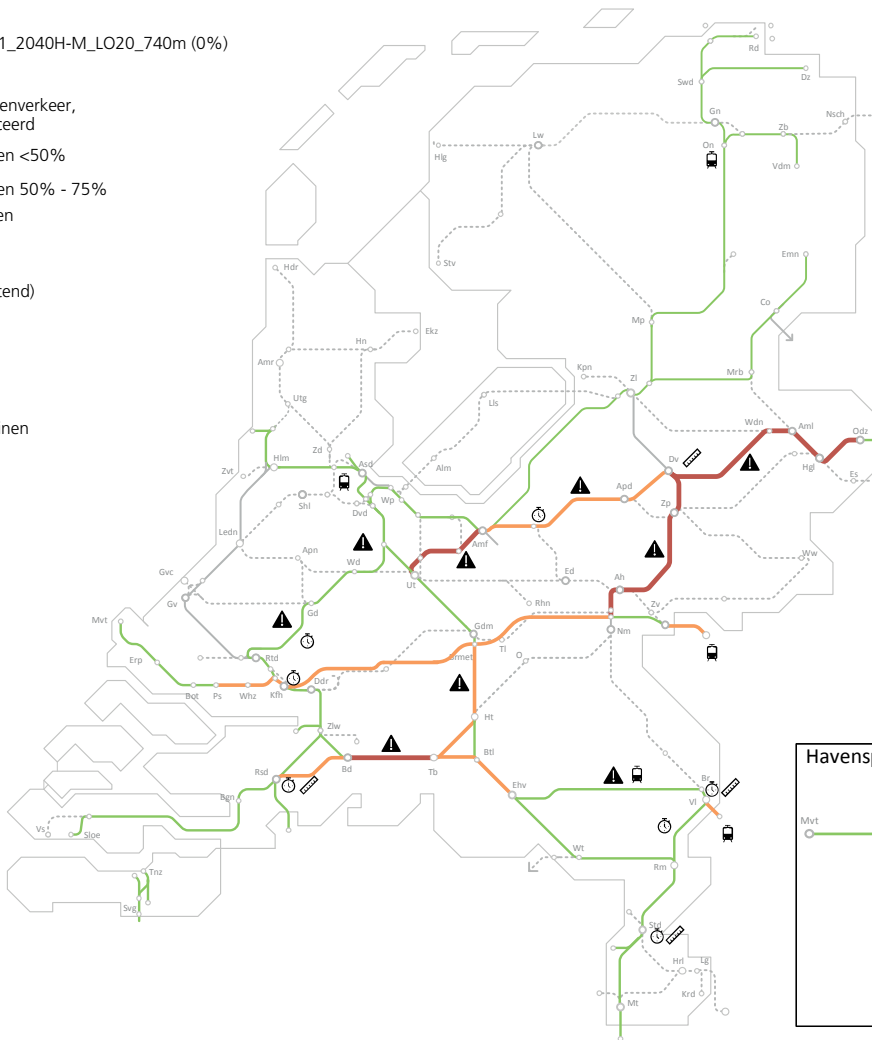 1_2040H-M_LO20_740m (0%)
enverkeer,
teerd
en <50%
en 50% - 75%
en
tend)
nen
Rd
Swd
Dz
Gn
Nsch
Zb
On
Vdm
Lw
Hlg
Stv
Emn
Co
Mp
Mrb
Hdr
Hn
Ekz
Amr
Utg
Kpn
Zl
Lls
Wdn
Aml
Odz
Hgl
Es
Zd
Hlm
Asd
Alm
Zvt
Shl
Dvd
Wp
Dv
Apd
Zp
Ledn
Amf
Apn
Wd
Ut
Ed
Ww
Gvc
Gv
Gd
Rhn
Ah
Zv
Mvt
Gdm
Nm
Erp
Rtd
Tl
O
Bot
Ps
Whz
Kfh
Ddr
Ht
Zlw
Rsd
Bd
Tb
Btl
Bgn
Ehv
Br
Vl
Vs
Sloe
Wt
Rm
Tnz
Svg
Std
Hrl
Lg
Krd
Mt
Havensp
Mvt